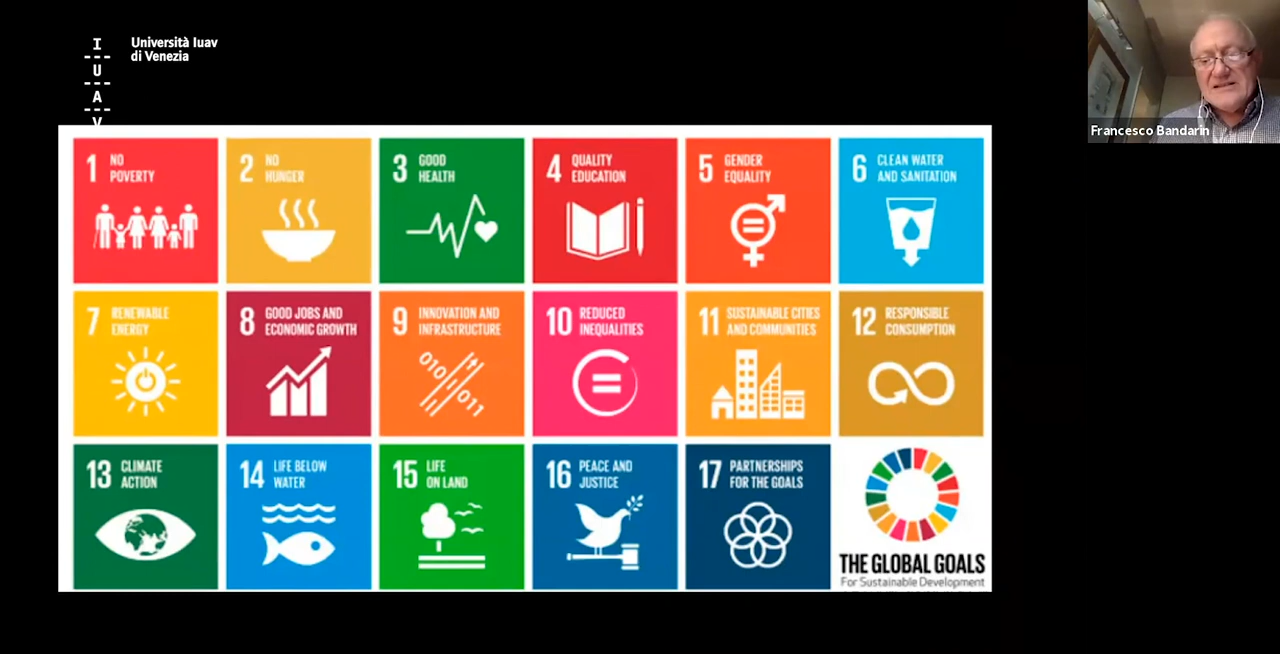 I
U
A
V
Università Iuav
di Venezia
Francesco Bandarin
1 NO
POVERTY
2 NO
HUNGER
3 GOOD
HEALTH
4 QUALITY
EDUCATION
5 GENDER
EQUALITY
6 CLEAN WATER
AND SANITATION
7 RENEWABLE
ENERGY
8 GOOD JOBS AND
ECONOMIC GROWTH
9 INNOVATION AND
INFRASTRUCTURE
010
011
10 REDUCED
INEQUALITIES
11 SUSTAINABLE CITIES
AND COMMUNITIES
12 RESPONSIBLE
CONSUMPTION
13 CLIMATE
ACTION
14 LIFE BELOW
WATER
15 LIFE
ON LAND
16 PEACE AND
JUSTICE
17 PARTNERSHIPS
FOR THE GOALS
THE GLOBAL GOALS
For Sustainable Development